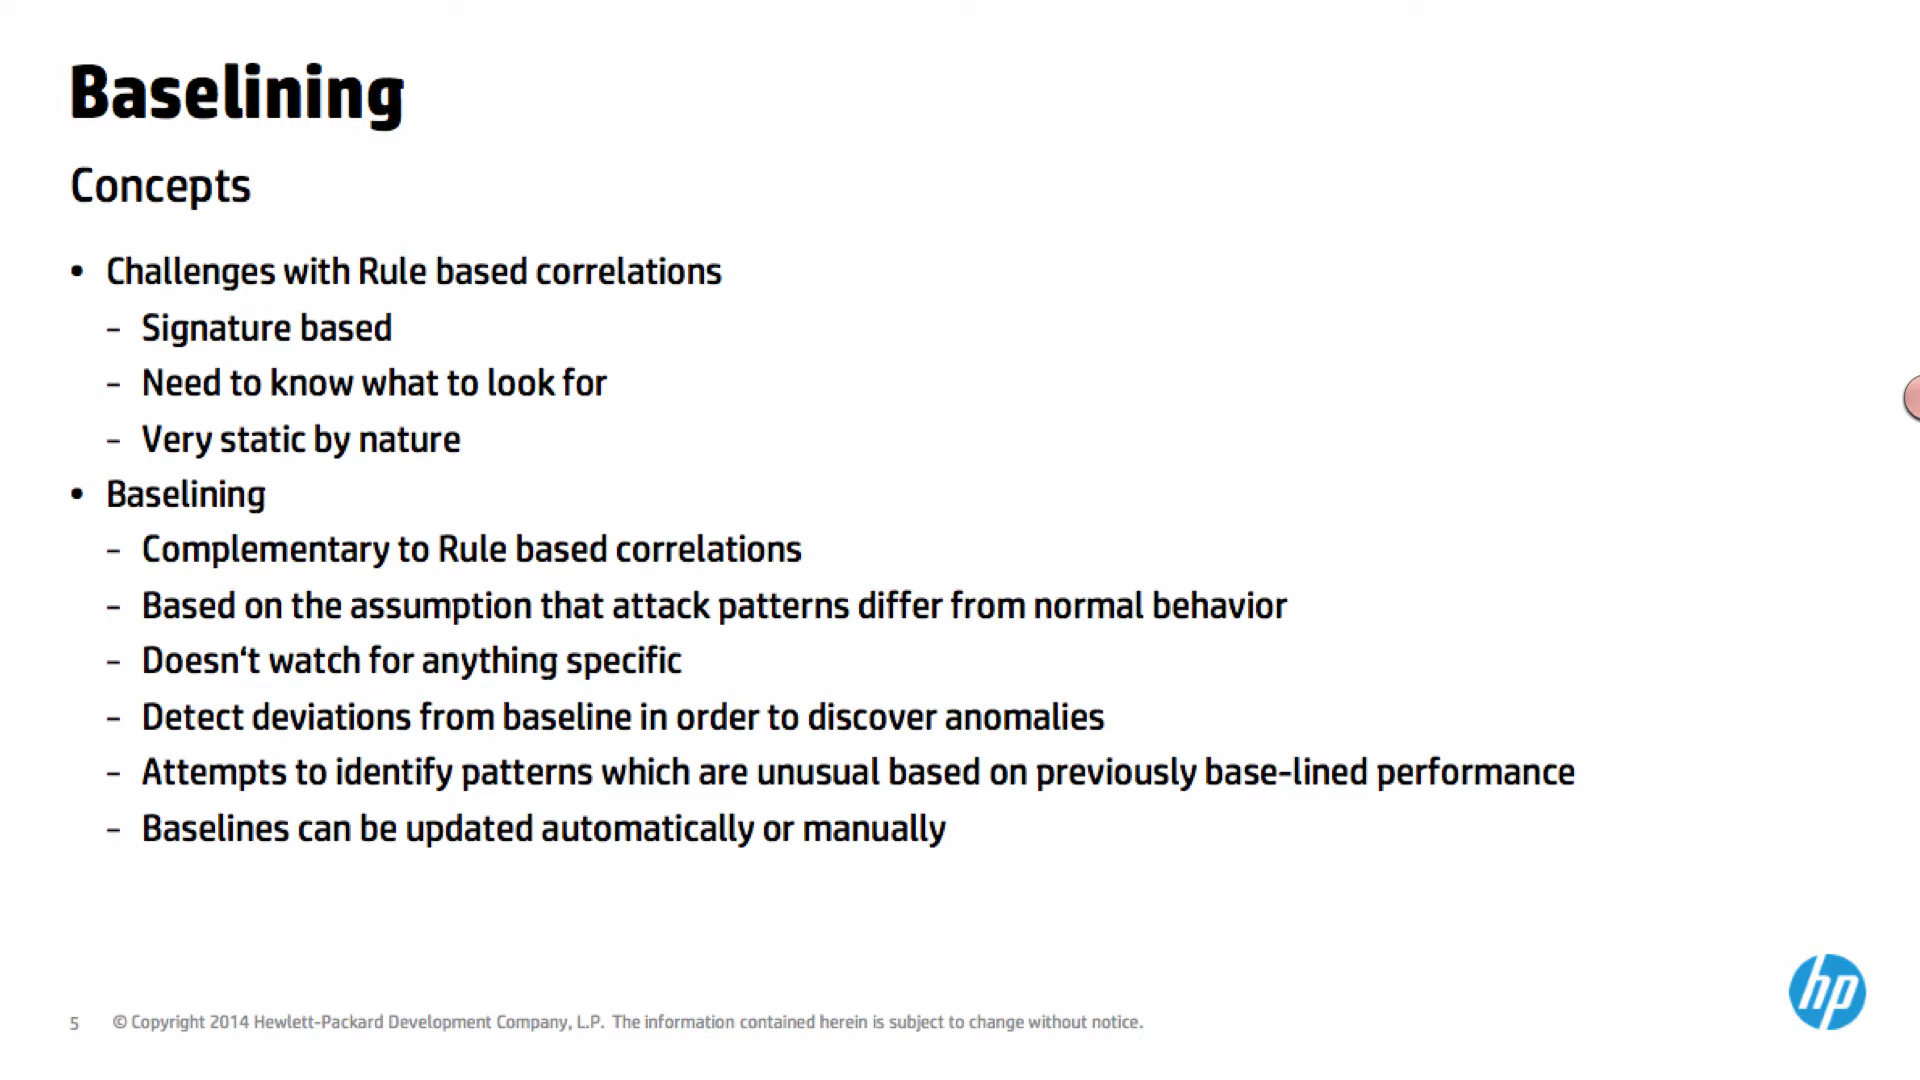 Baselining
Concepts
• Challenges with Rule based correlations
– Signature based
– Need to know what to look for
– Very static by nature
• Baselining
– Complementary to Rule based correlations
– Based on the assumption that attack patterns differ from normal behavior
– Doesn‘t watch for anything specific
– Detect deviations from baseline in order to discover anomalies
– Attempts to identify patterns which are unusual based on previously base-lined performance
– Baselines can be updated automatically or manually
hp
5 © Copyright 2014 Hewlett-Packard Development Company, L.P. The information contained herein is subject to change without notice.